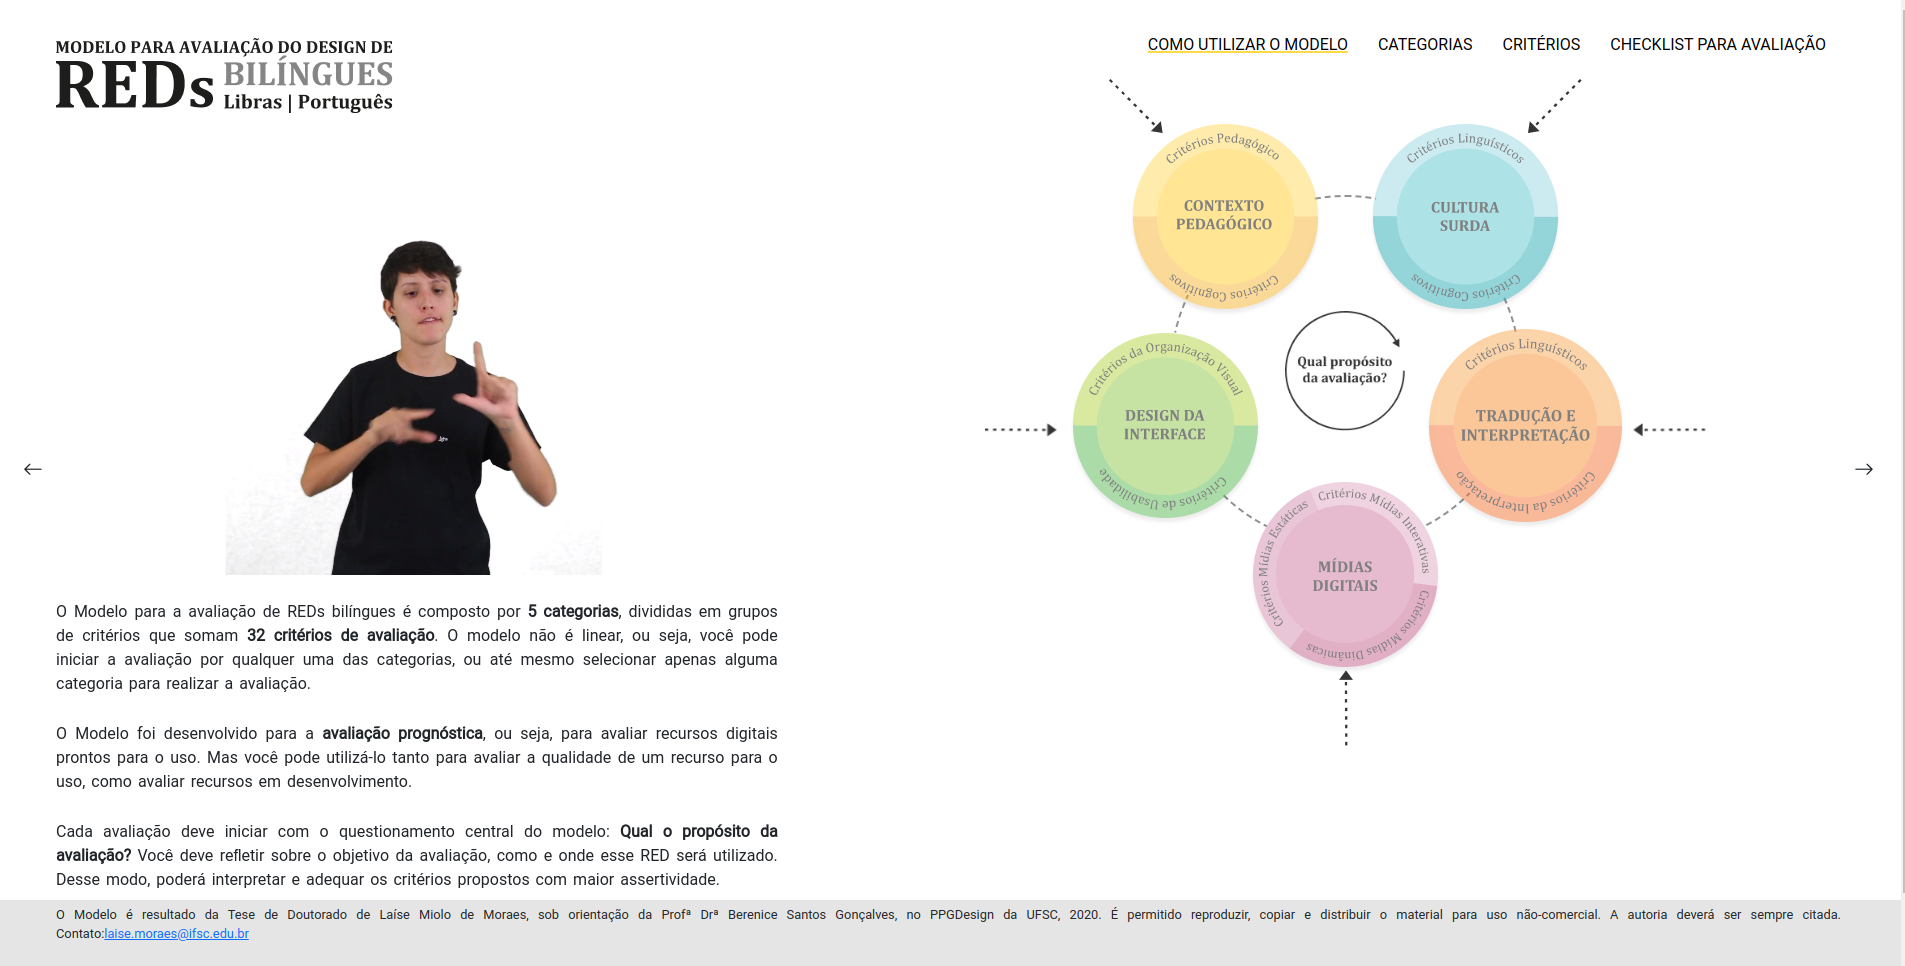 MODELO PARA AVALIAÇÃO DO DESIGN DE
REDs BILÍNGUES
Libras | Português
COMO UTILIZAR O MODELO
CATEGORIAS
CRITÉRIOS
CHECKLIST PARA AVALIAÇÃO
Critérios Pedagógico
CONTEXTO
PEDAGÓGICO
Critérios Cognitivos
Critérios Linguísticos
CULTURA
SURDA
Critérios Cognitivos
Qual propósito
da avaliação?
Critérios da Organização Visual
DESIGN DA
INTERFACE
Critérios de Usabilidade
Critérios Linguísticos
TRADUÇÃO E
INTERPRETAÇÃO
Critérios da Interpretação
Critérios Mídias Estáticas
Critérios Mídias Interativas
MÍDIAS
DIGITAIS
Critérios Mídias Dinâmicas
O Modelo para a avaliação de REDs bilíngues é composto por 5 categorias, divididas em grupos
de critérios que somam 32 critérios de avaliação. O modelo não é linear, ou seja, você pode
iniciar a avaliação por qualquer uma das categorias, ou até mesmo selecionar apenas alguma
categoria para realizar a avaliação.
O Modelo foi desenvolvido para a avaliação prognóstica, ou seja, para avaliar recursos digitais
prontos para o uso. Mas você pode utilizá-lo tanto para avaliar a qualidade de um recurso para o
uso, como avaliar recursos em desenvolvimento.
Cada avaliação deve iniciar com o questionamento central do modelo: Qual o propósito da
avaliação? Você deve refletir sobre o objetivo da avaliação, como e onde esse RED será utilizado.
Desse modo, poderá interpretar e adequar os critérios propostos com maior assertividade.
O Modelo é resultado da Tese de Doutorado de Laíse Miolo de Moraes, sob orientação da Profª Drª Berenice Santos Gonçalves, no PPGDesign da UFSC, 2020. É permitido reproduzir, copiar e distribuir o material para uso não-comercial. A autoria deverá ser sempre citada.
Contato:laise.moraes@ifsc.edu.br